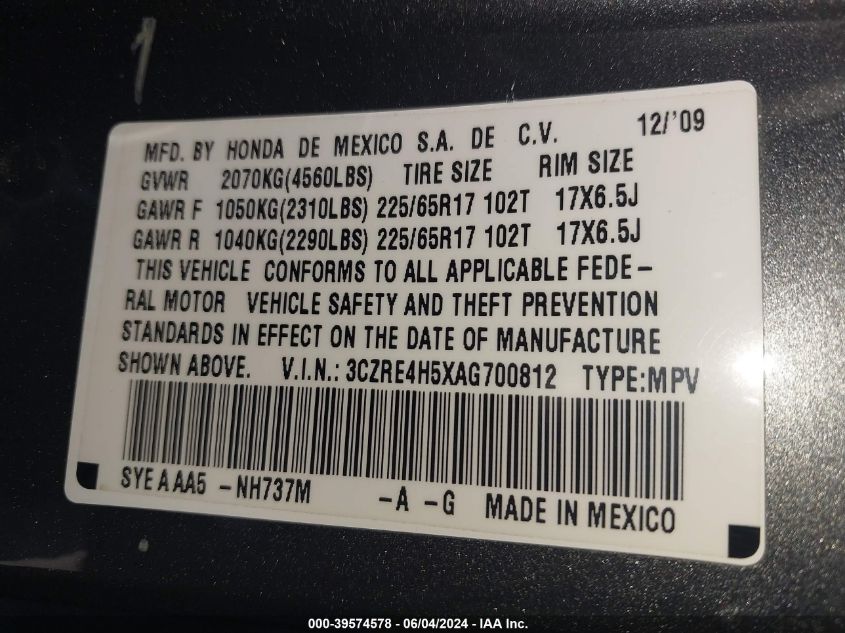 1
MFD. BY HONDA DE MEXICO S.A. DE C.V. 12/'09
GVWR 2070KG(4560LBS) TIRE SIZE RIM SIZE
GAWR F 1050KG(2310LBS) 225/65R17 102T 17X6.5J
GAWR R 1040KG(2290LBS) 225/65R17 102T 17X6.5J
THIS VEHICLE CONFORMS TO ALL APPLICABLE FEDE-
RAL MOTOR VEHICLE SAFETY AND THEFT PREVENTION
STANDARDS IN EFFECT ON THE DATE OF MANUFACTURE
SHOWN ABOVE. V.I.N.: 3CZRE4H5XAG700812 TYPE:MPV
SYE A AA5 -NH737M -A -G MADE IN MEXICO
000-39574578 - 06/04/2024 - IAA Inc.